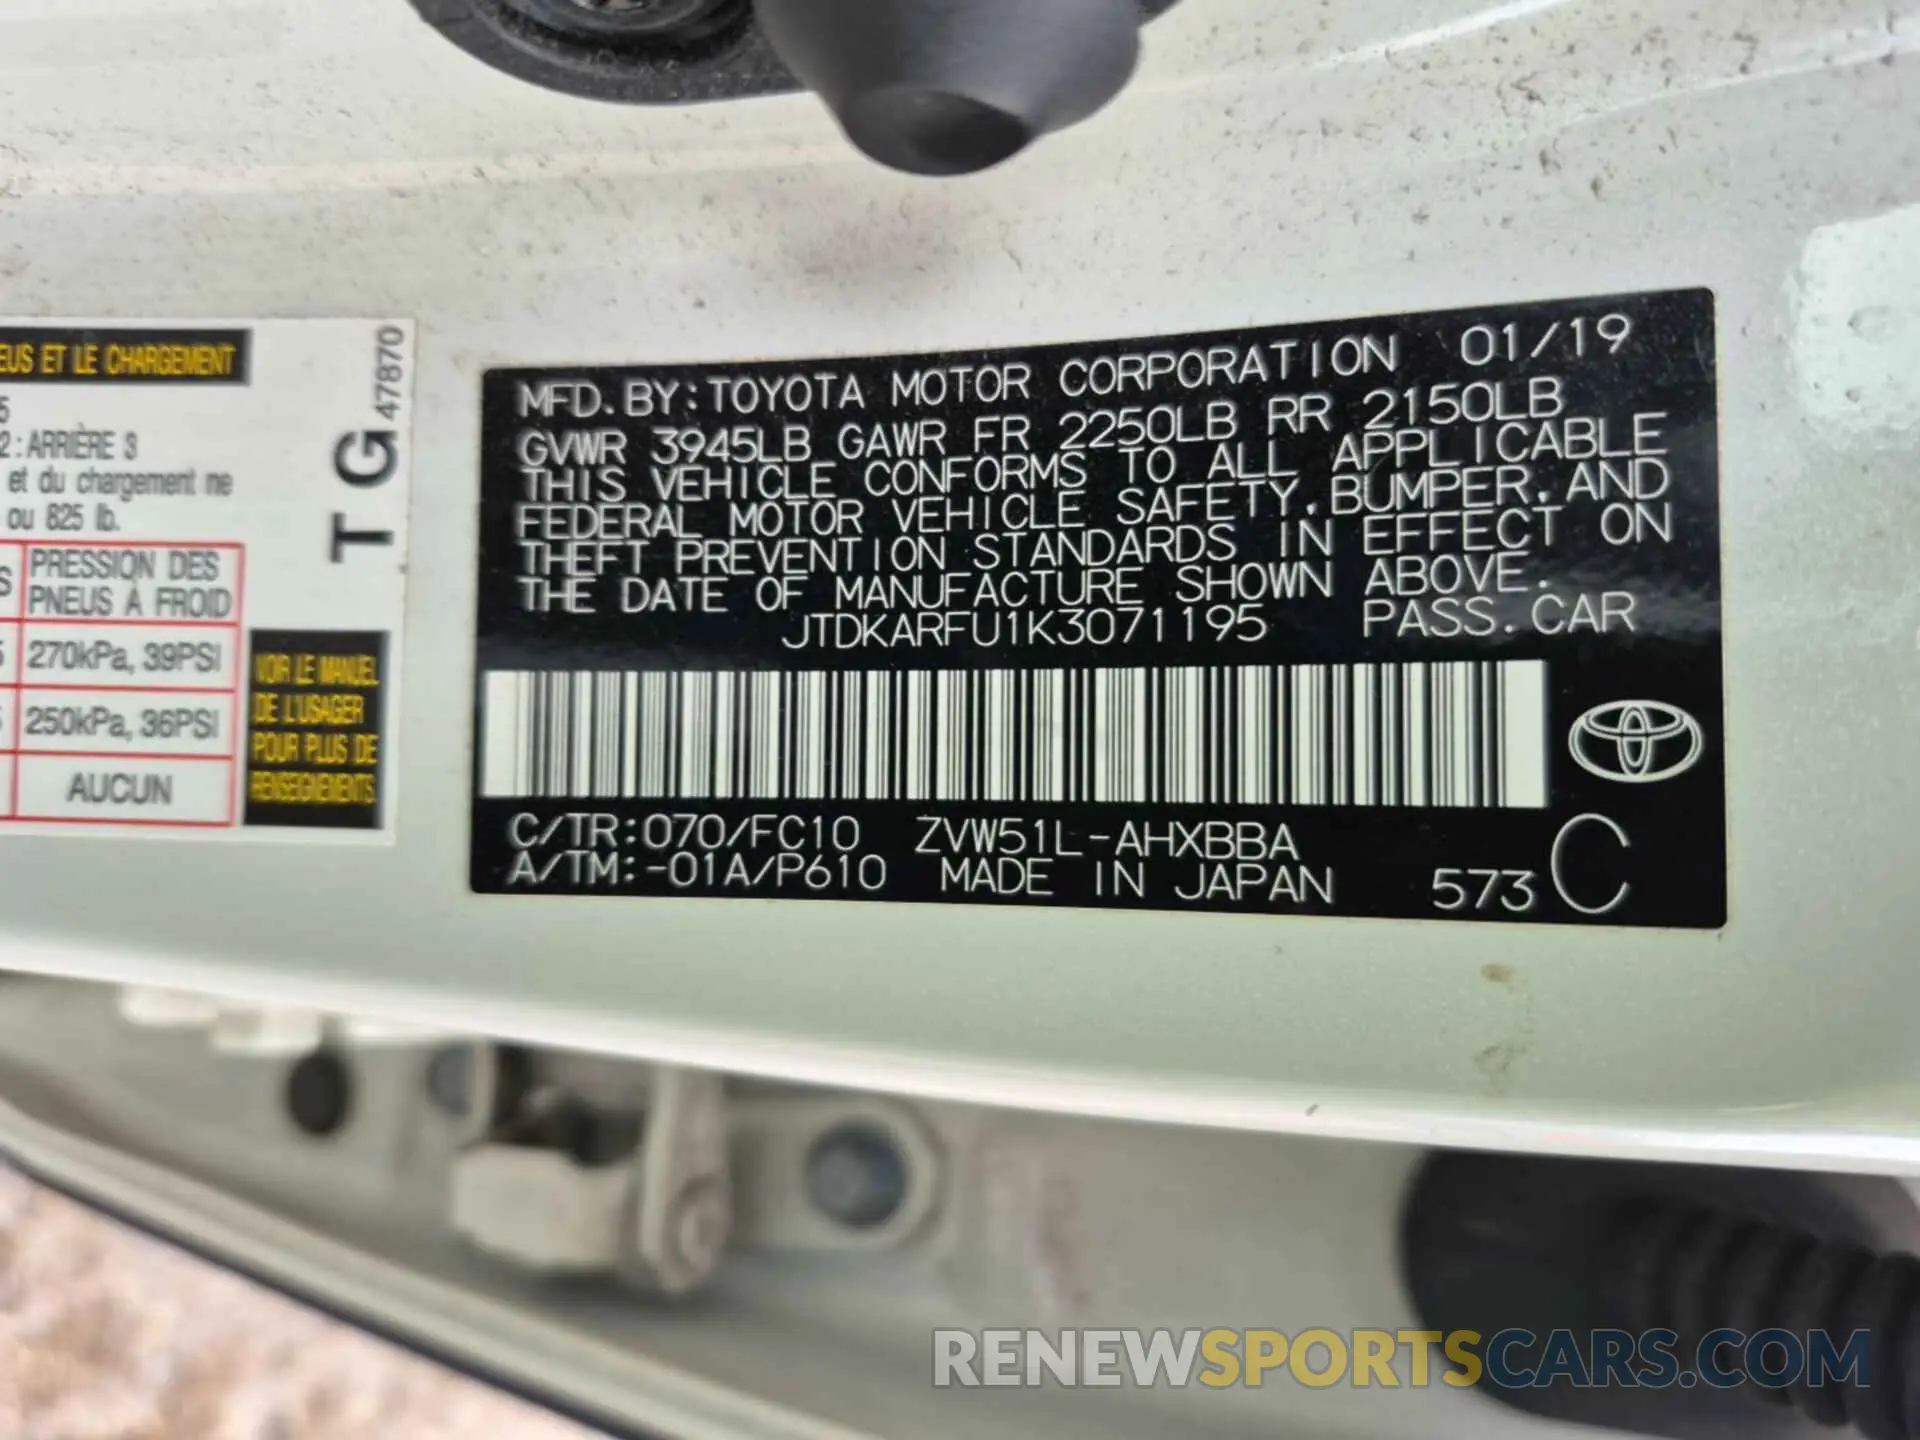 EUS ET LE CHARGEMENT
47870
T G
5
2:ARRIÈRE 3
et du chargement ne
ou 825 lb.
S
PRESSION DES
PNEUS À FROID
5
270kPa, 39PSI
5
250kPa, 36PSI
AUCUN
VOIR LE MANUEL
DE L'USAGER
POUR PLUS DE
RENSEIGNEMENTS
MFD.BY:TOYOTA MOTOR CORPORATION 01/19
GVWR 3945LB GAWR FR 2250LB RR 2150LB
THIS VEHICLE CONFORMS TO ALL APPLICABLE
FEDERAL MOTOR VEHICLE SAFETY,BUMPER,AND
THEFT PREVENTION STANDARDS IN EFFECT ON
THE DATE OF MANUFACTURE SHOWN ABOVE.
JTDKARFU1K3071195 PASS.CAR
C/TR:070/FC10 ZVW51L-AHXBBA
A/TM:-01A/P610 MADE IN JAPAN 573 C
RENEWSPORTSCARS.COM